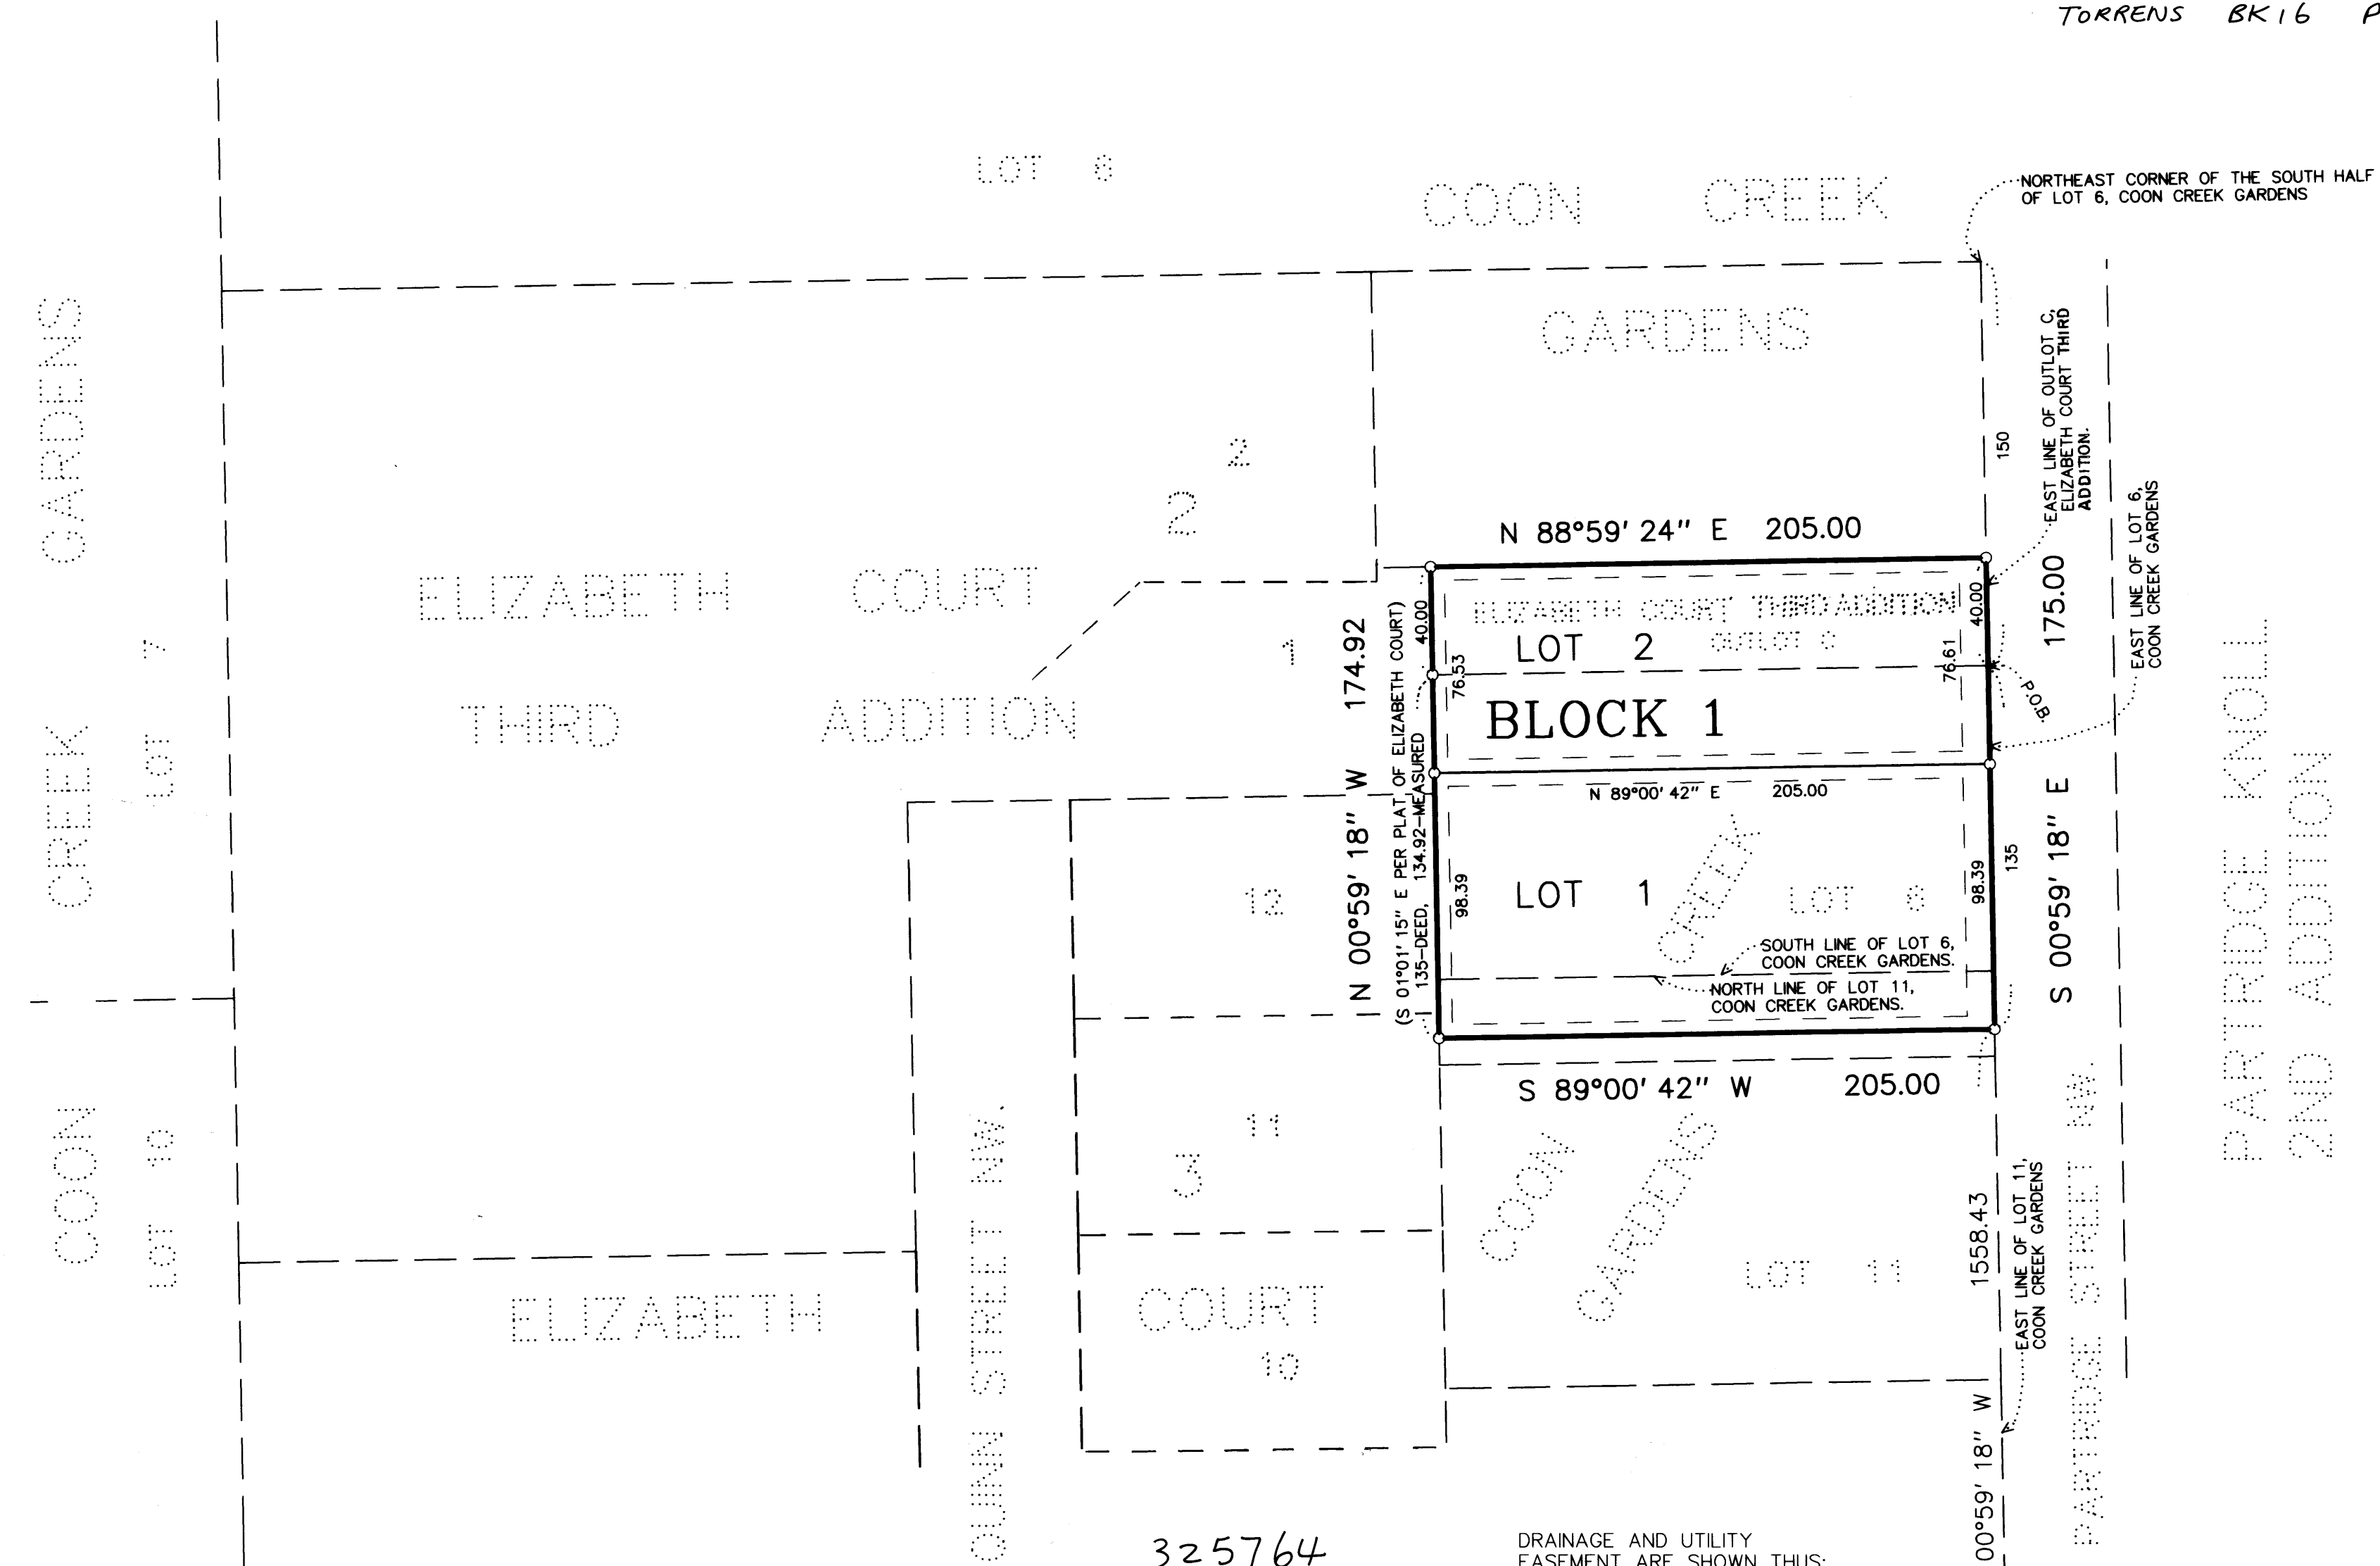 TORRENS BK16 P
LOT 6
COON CREEK
GARDENS
NORTHEAST CORNER OF THE SOUTH HALF
OF LOT 6, COON CREEK GARDENS
COON CREEK GARDENS
LOT 7
LOT 10
ELIZABETH COURT
THIRD ADDITION
2
2
1
N 88°59' 24" E 205.00
150
EAST LINE OF OUTLOT C,
ELIZABETH COURT THIRD
ADDITION.
EAST LINE OF LOT 6,
COON CREEK GARDENS
S 00°59' 18" E 175.00
N 00°59' 18" W 174.92
(S 01°01' 15" E PER PLAT OF ELIZABETH COURT)
135-DEED, 134.92-MEASURED
40.00
76.53
ELIZABETH COURT THIRD ADDITION
LOT 2
OUTLOT C
40.00
76.61
P.O.B.
BLOCK 1
N 89°00' 42" E 205.00
98.39
LOT 1
CREEK
LOT 6
98.39
135
SOUTH LINE OF LOT 6,
COON CREEK GARDENS.
NORTH LINE OF LOT 11,
COON CREEK GARDENS.
S 89°00' 42" W 205.00
12
11
3
10
COON
GARDENS
LOT 11
ELIZABETH COURT
QUINN STREET NW.
1558.43
00°59' 18" W
EAST LINE OF LOT 11,
COON CREEK GARDENS
PARTRIDGE STREET NW.
PARTRIDGE KNOLL
2ND ADDITION
325764
DRAINAGE AND UTILITY
EASEMENT ARE SHOWN THUS: